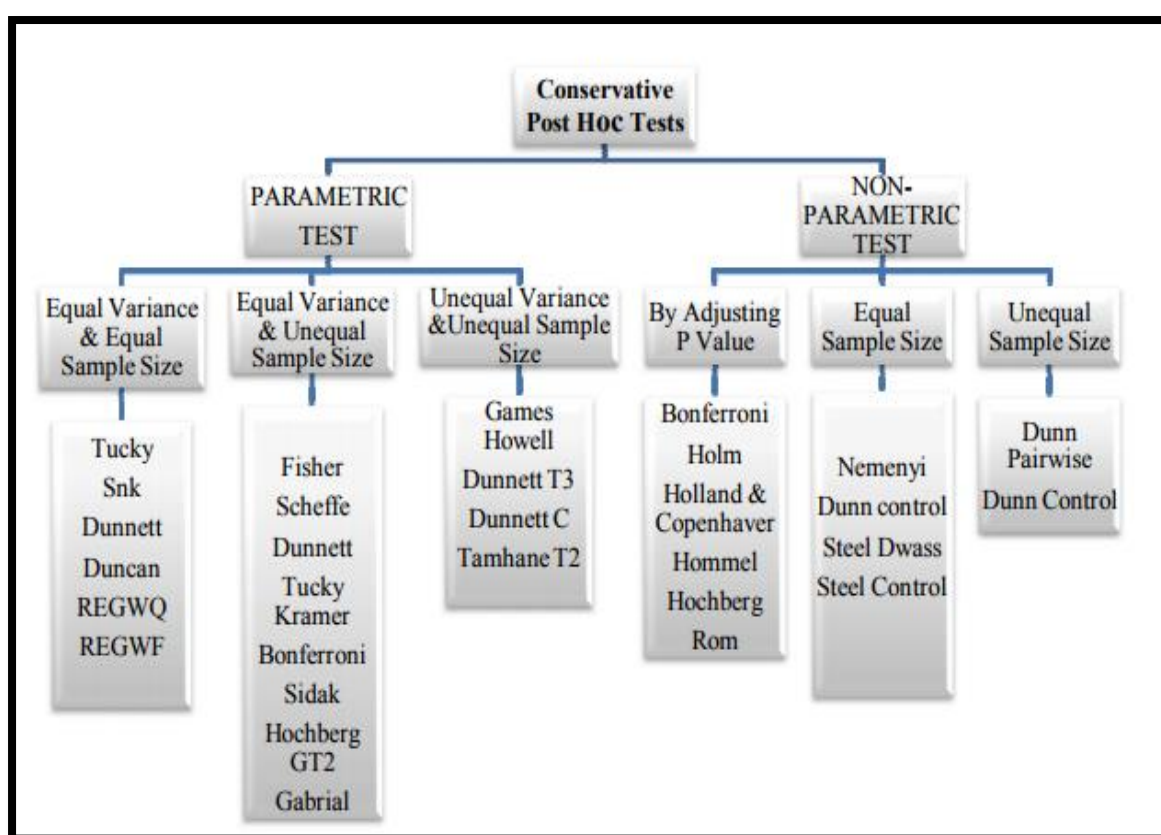 Conservative
Post Hoc Tests
PARAMETRIC
TEST
NON-
PARAMETRIC
TEST
Equal Variance
& Equal
Sample Size
Equal Variance
& Unequal
Sample Size
Unequal Variance
&Unequal Sample
Size
By Adjusting
P Value
Equal
Sample Size
Unequal
Sample Size
Tucky
Snk
Dunnett
Duncan
REGWQ
REGWF
Fisher
Scheffe
Dunnett
Tucky
Kramer
Bonferroni
Sidak
Hochberg
GT2
Gabrial
Games
Howell
Dunnett T3
Dunnett C
Tamhane T2
Bonferroni
Holm
Holland &
Copenhaver
Hommel
Hochberg
Rom
Nemenyi
Dunn control
Steel Dwass
Steel Control
Dunn
Pairwise
Dunn Control